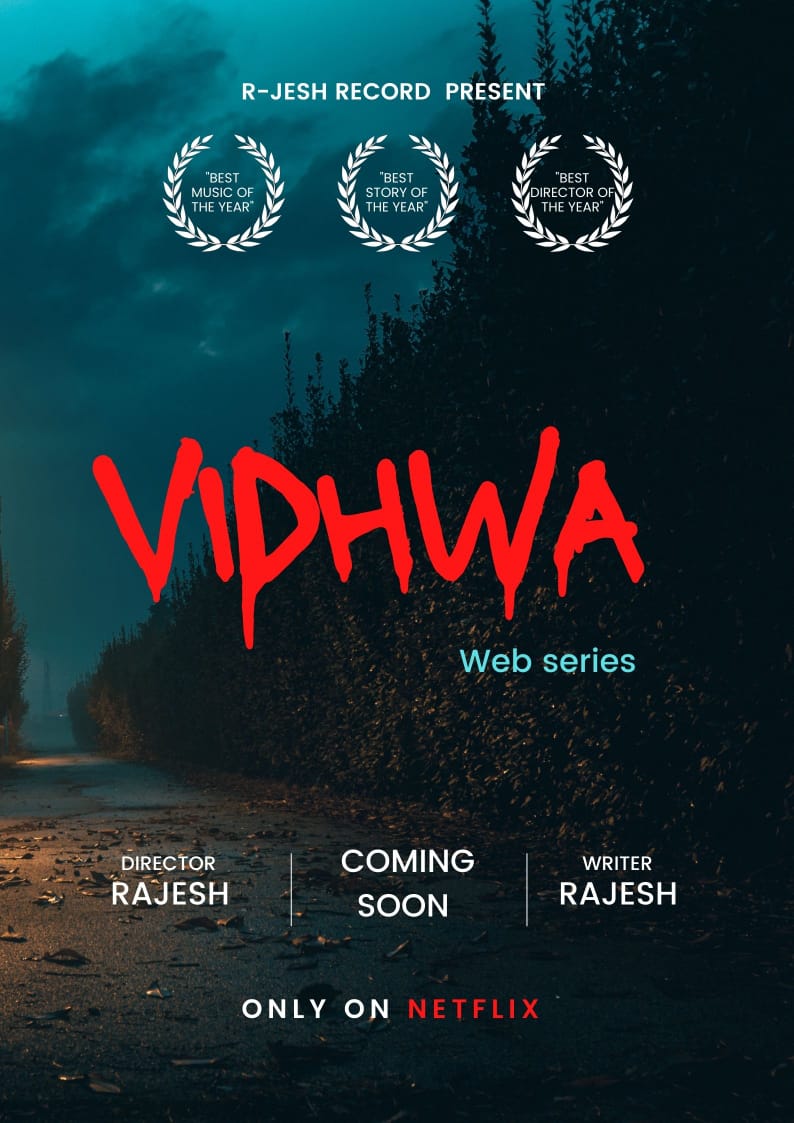 R-JESH RECORD PRESENT
"BEST
MUSIC OF
THE YEAR"
"BEST
STORY OF
THE YEAR"
"BEST
DIRECTOR OF
THE YEAR"
VIDHWA
Web series
DIRECTOR
RAJESH
COMING
SOON
WRITER
RAJESH
ONLY ON NETFLIX